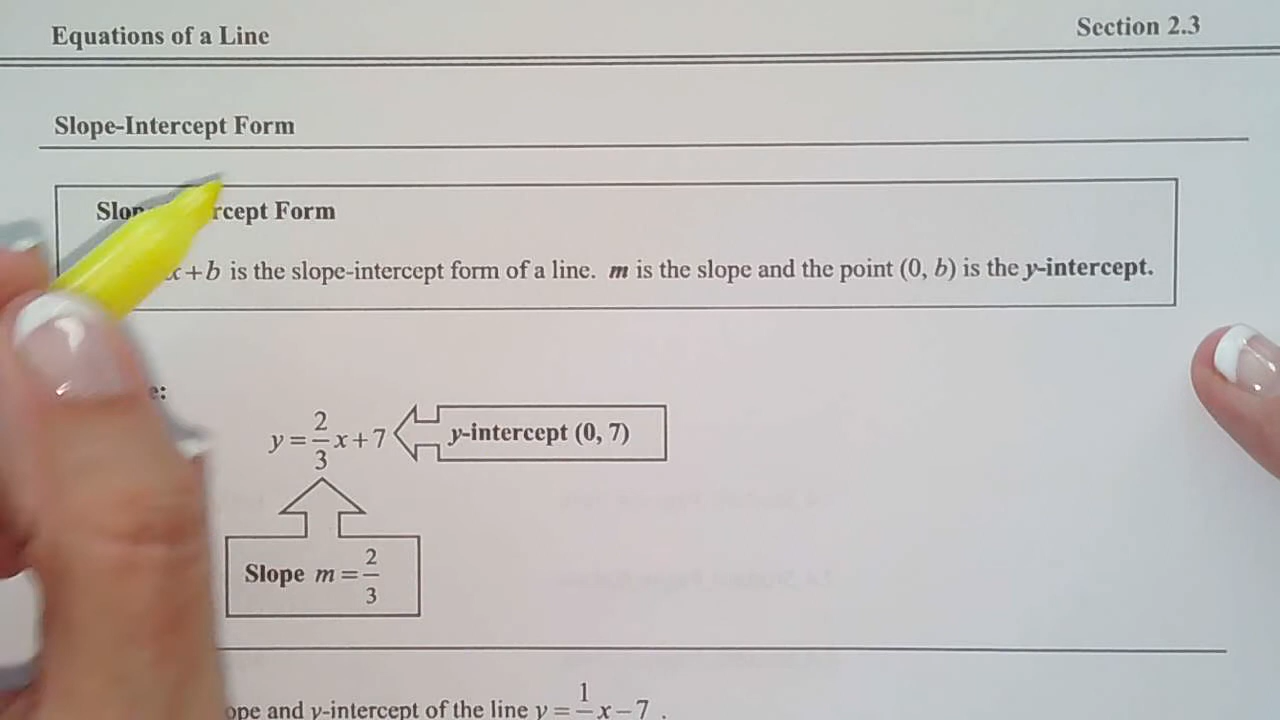 Equations of a Line
Section 2.3
Slope-Intercept Form
rcept Form
x+b is the slope-intercept form of a line. m is the slope and the point (0, b) is the y-intercept.
e:
y = 2/3 x + 7
y-intercept (0, 7)
Slope m = 2/3
ope and y-intercept of the line y = 1/ x − 7 .